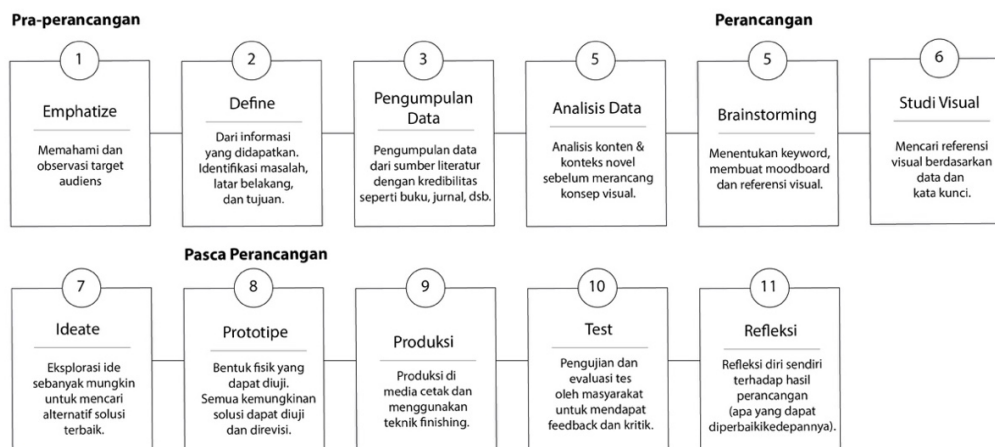 Pra-perancangan
Perancangan
1
Emphatize
Memahami dan
observasi target
audiens
2
Define
Dari informasi
yang didapatkan.
Identifikasi masalah,
latar belakang,
dan tujuan.
3
Pengumpulan
Data
Pengumpulan data
dari sumber literatur
dengan kredibilitas
seperti buku, jurnal, dsb.
5
Analisis Data
Analisis konten &
konteks novel
sebelum merancang
konsep visual.
5
Brainstorming
Menentukan keyword,
membuat moodboard
dan referensi visual.
6
Studi Visual
Mencari referensi
visual berdasarkan
data dan
kata kunci.
Pasca Perancangan
7
Ideate
Eksplorasi ide
sebanyak mungkin
untuk mencari
alternatif solusi
terbaik.
8
Prototipe
Bentuk fisik yang
dapat diuji.
Semua kemungkinan
solusi dapat diuji
dan direvisi.
9
Produksi
Produksi di
media cetak dan
menggunakan
teknik finishing.
10
Test
Pengujian dan
evaluasi tes
oleh masyarakat
untuk mendapat
feedback dan kritik.
11
Refleksi
Refleksi diri sendiri
terhadap hasil
perancangan
(apa yang dapat
diperbaikikedepannya).